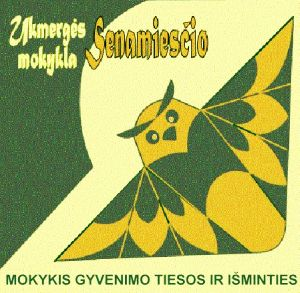 Ukmergės
mokykla Senamiesčio
MOKYKIS GYVENIMO TIESOS IR IŠMINTIES